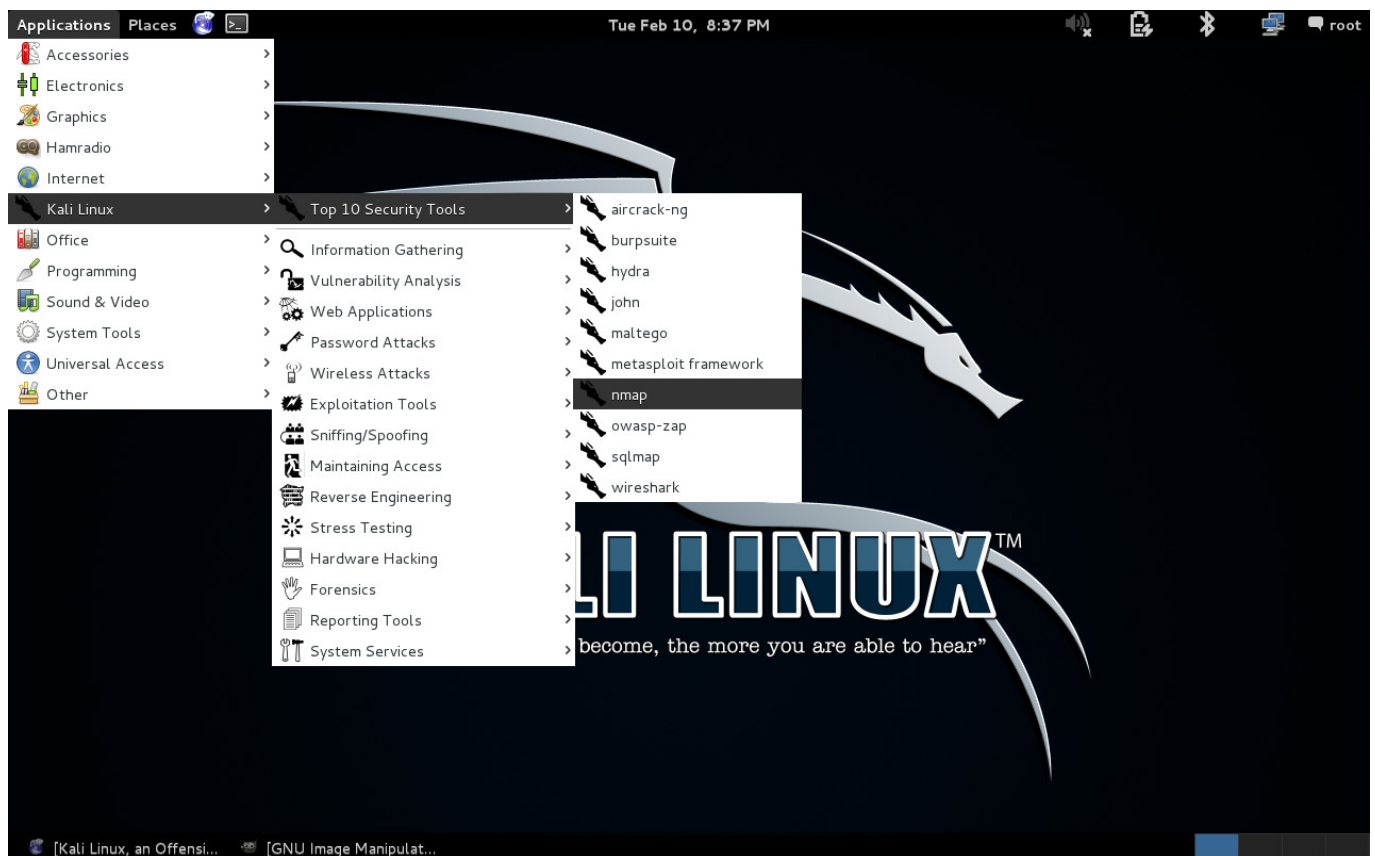 Applications Places Tue Feb 10, 8:37 PM root
Accessories
Electronics
Graphics
Hamradio
Internet
Kali Linux
Office
Programming
Sound & Video
System Tools
Universal Access
Other
Top 10 Security Tools
Information Gathering
Vulnerability Analysis
Web Applications
Password Attacks
Wireless Attacks
Exploitation Tools
Sniffing/Spoofing
Maintaining Access
Reverse Engineering
Stress Testing
Hardware Hacking
Forensics
Reporting Tools
System Services
aircrack-ng
burpsuite
hydra
john
maltego
metasploit framework
nmap
owasp-zap
sqlmap
wireshark
LI LINUX™
become, the more you are able to hear”
[Kali Linux, an Offensi... [GNU Image Manipulat...